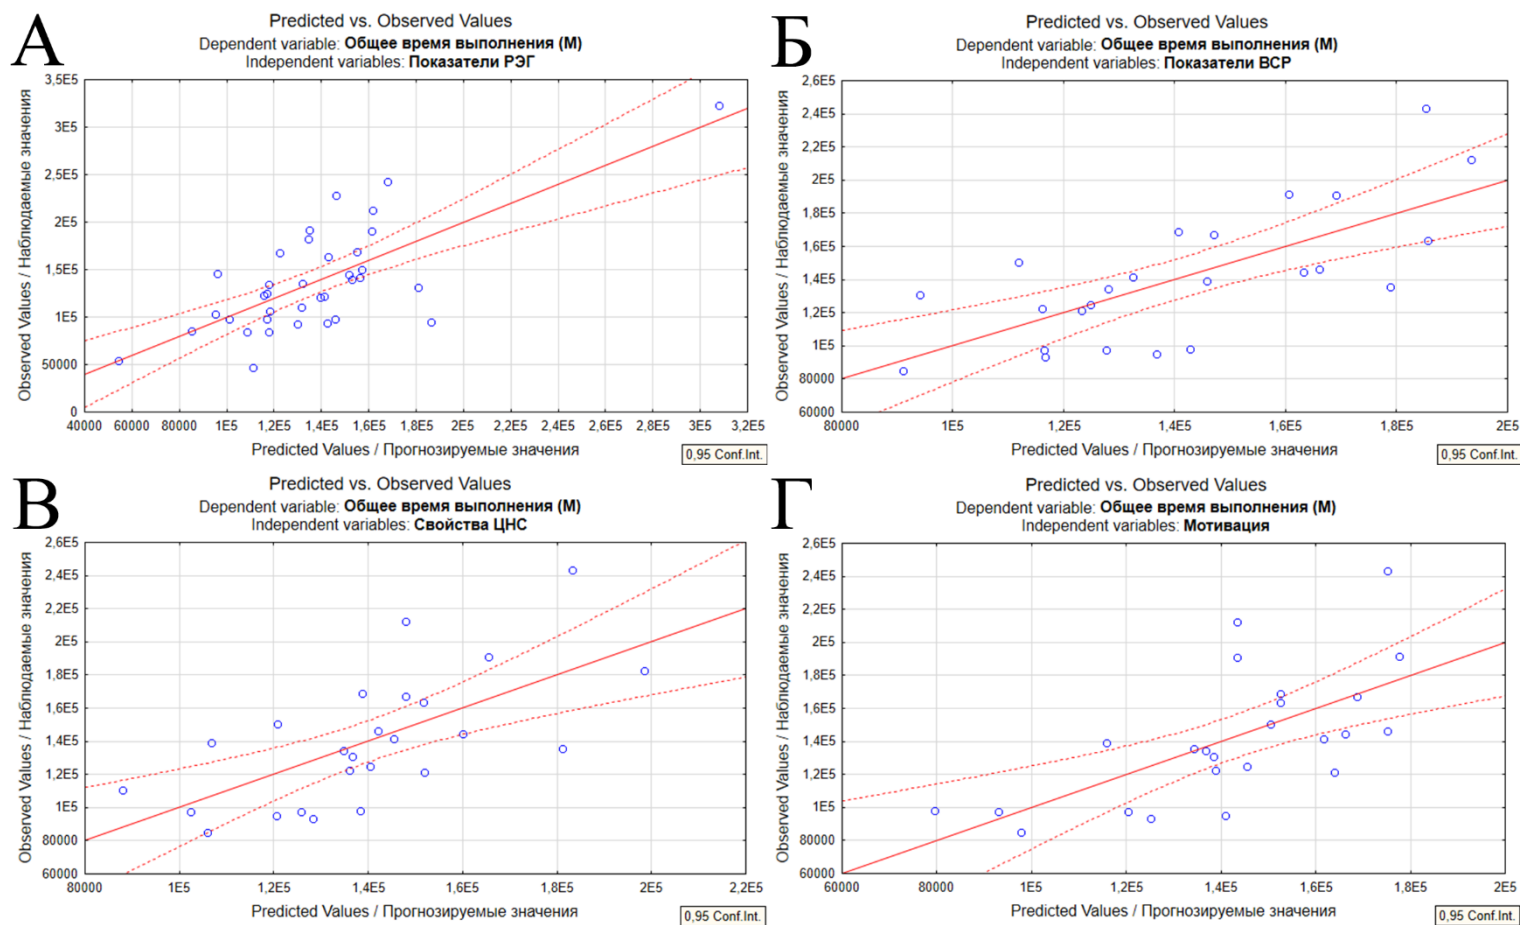 А
Predicted vs. Observed Values
Dependent variable: Общее время выполнения (М)
Independent variables: Показатели РЭГ
Observed Values / Наблюдаемые значения
3,5E5
3E5
2,5E5
2E5
1,5E5
1E5
50000
0
40000 60000 80000 1E5 1,2E5 1,4E5 1,6E5 1,8E5 2E5 2,2E5 2,4E5 2,6E5 2,8E5 3E5 3,2E5
Predicted Values / Прогнозируемые значения
0,95 Conf.Int.
Б
Predicted vs. Observed Values
Dependent variable: Общее время выполнения (М)
Independent variables: Показатели ВСР
Observed Values / Наблюдаемые значения
2,6E5
2,4E5
2,2E5
2E5
1,8E5
1,6E5
1,4E5
1,2E5
1E5
80000
60000
80000 1E5 1,2E5 1,4E5 1,6E5 1,8E5 2E5
Predicted Values / Прогнозируемые значения
0,95 Conf.Int.
В
Predicted vs. Observed Values
Dependent variable: Общее время выполнения (М)
Independent variables: Свойства ЦНС
Observed Values / Наблюдаемые значения
2,6E5
2,4E5
2,2E5
2E5
1,8E5
1,6E5
1,4E5
1,2E5
1E5
80000
60000
80000 1E5 1,2E5 1,4E5 1,6E5 1,8E5 2E5 2,2E5
Predicted Values / Прогнозируемые значения
0,95 Conf.Int.
Г
Predicted vs. Observed Values
Dependent variable: Общее время выполнения (М)
Independent variables: Мотивация
Observed Values / Наблюдаемые значения
2,6E5
2,4E5
2,2E5
2E5
1,8E5
1,6E5
1,4E5
1,2E5
1E5
80000
60000
60000 80000 1E5 1,2E5 1,4E5 1,6E5 1,8E5 2E5
Predicted Values / Прогнозируемые значения
0,95 Conf.Int.